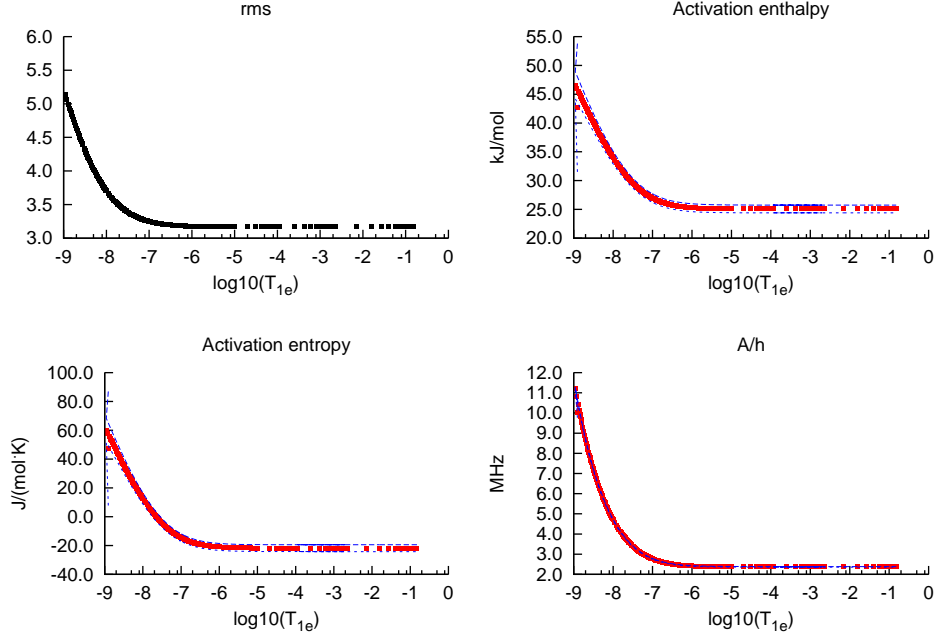 rms
6.0
5.5
5.0
4.5
4.0
3.5
3.0
-9 -8 -7 -6 -5 -4 -3 -2 -1 0
log10(T1e)
Activation enthalpy
kJ/mol
55.0
50.0
45.0
40.0
35.0
30.0
25.0
20.0
-9 -8 -7 -6 -5 -4 -3 -2 -1 0
log10(T1e)
Activation entropy
J/(mol·K)
100.0
80.0
60.0
40.0
20.0
0.0
-20.0
-40.0
-9 -8 -7 -6 -5 -4 -3 -2 -1 0
log10(T1e)
A/h
MHz
12.0
11.0
10.0
9.0
8.0
7.0
6.0
5.0
4.0
3.0
2.0
-9 -8 -7 -6 -5 -4 -3 -2 -1 0
log10(T1e)